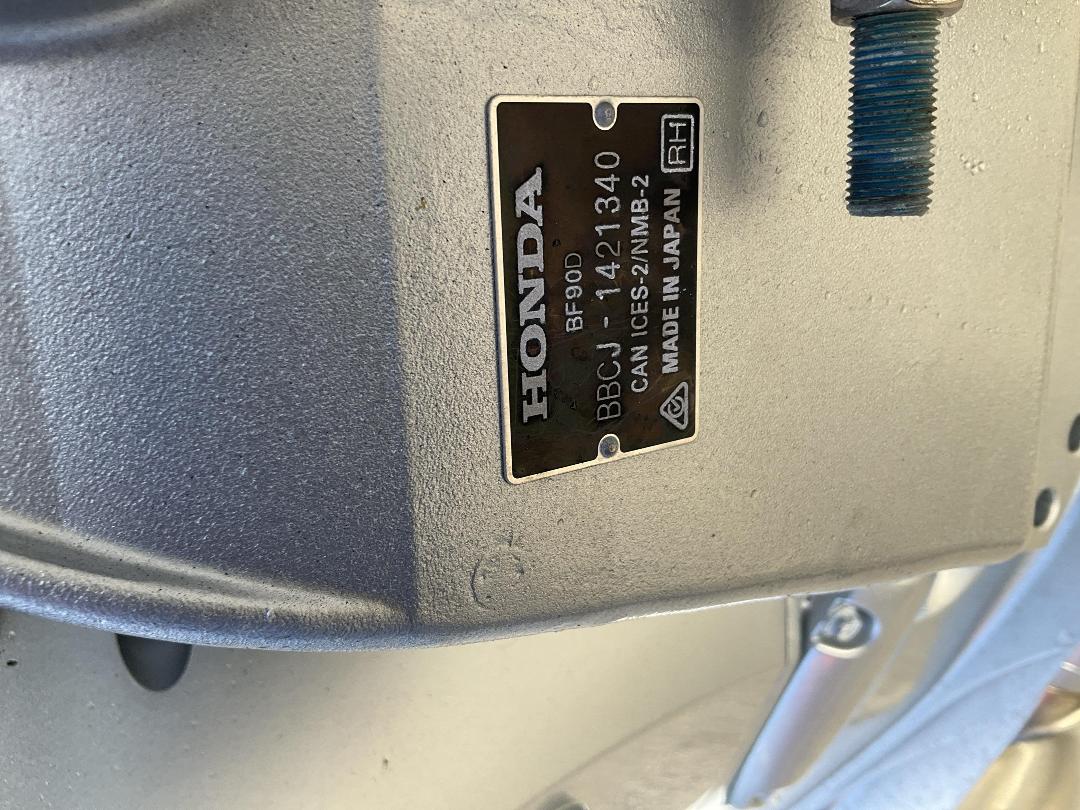 HONDA
BF90D
BBCJ - 1421340
CAN ICES-2/NMB-2
MADE IN JAPAN RH